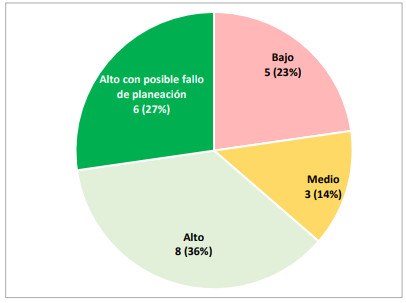 Bajo
5 (23%)
Alto con posible fallo
de planeación
6 (27%)
Medio
3 (14%)
Alto
8 (36%)